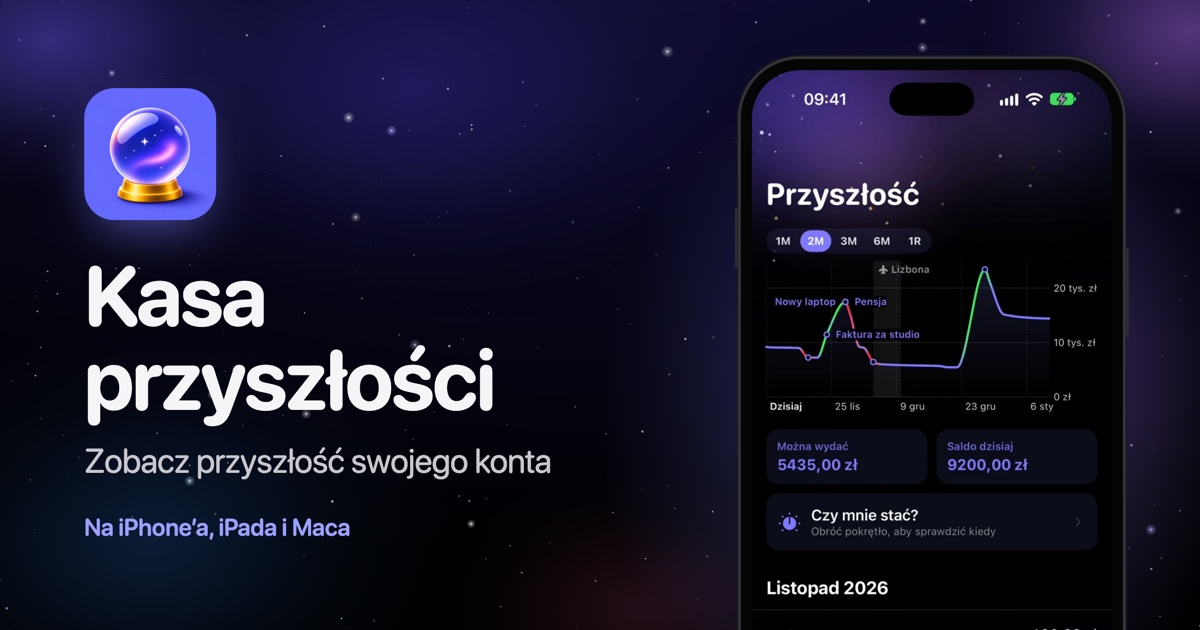 Kasa
przyszłości
Zobacz przyszłość swojego konta
Na iPhone'a, iPada i Maca
09:41
Przyszłość
1M 2M 3M 6M 1R
Lizbona
20 tys. zł
Nowy laptop Pensja
Faktura za studio
10 tys. zł
0 zł
Dzisiaj 25 lis 9 gru 23 gru 6 sty
Można wydać
5435,00 zł
Saldo dzisiaj
9200,00 zł
Czy mnie stać?
Obróć pokrętło, aby sprawdzić kiedy
Listopad 2026